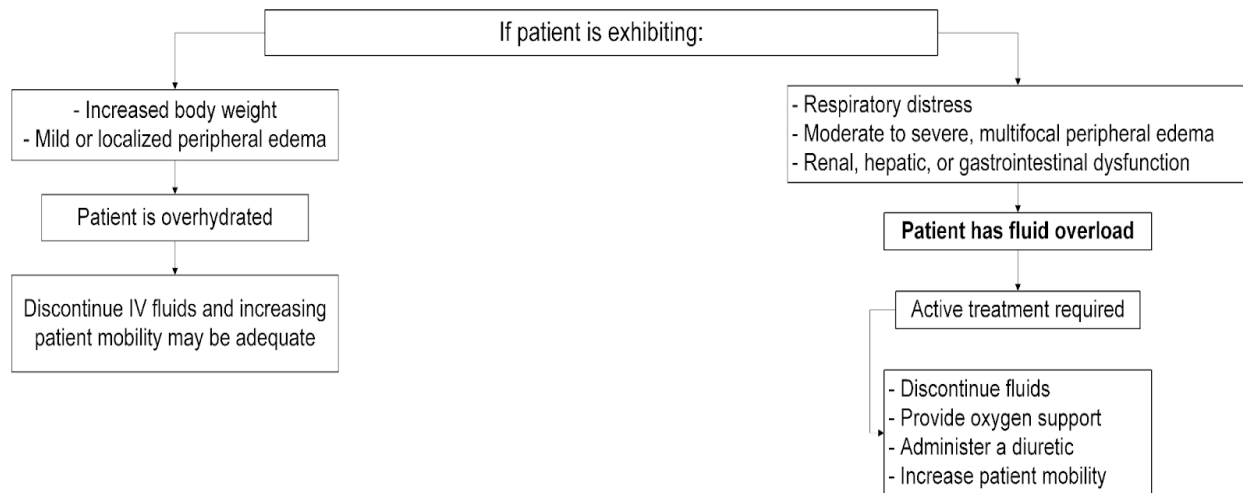 If patient is exhibiting:
- Increased body weight
- Mild or localized peripheral edema
Patient is overhydrated
Discontinue IV fluids and increasing
patient mobility may be adequate
- Respiratory distress
- Moderate to severe, multifocal peripheral edema
- Renal, hepatic, or gastrointestinal dysfunction
Patient has fluid overload
Active treatment required
- Discontinue fluids
- Provide oxygen support
- Administer a diuretic
- Increase patient mobility